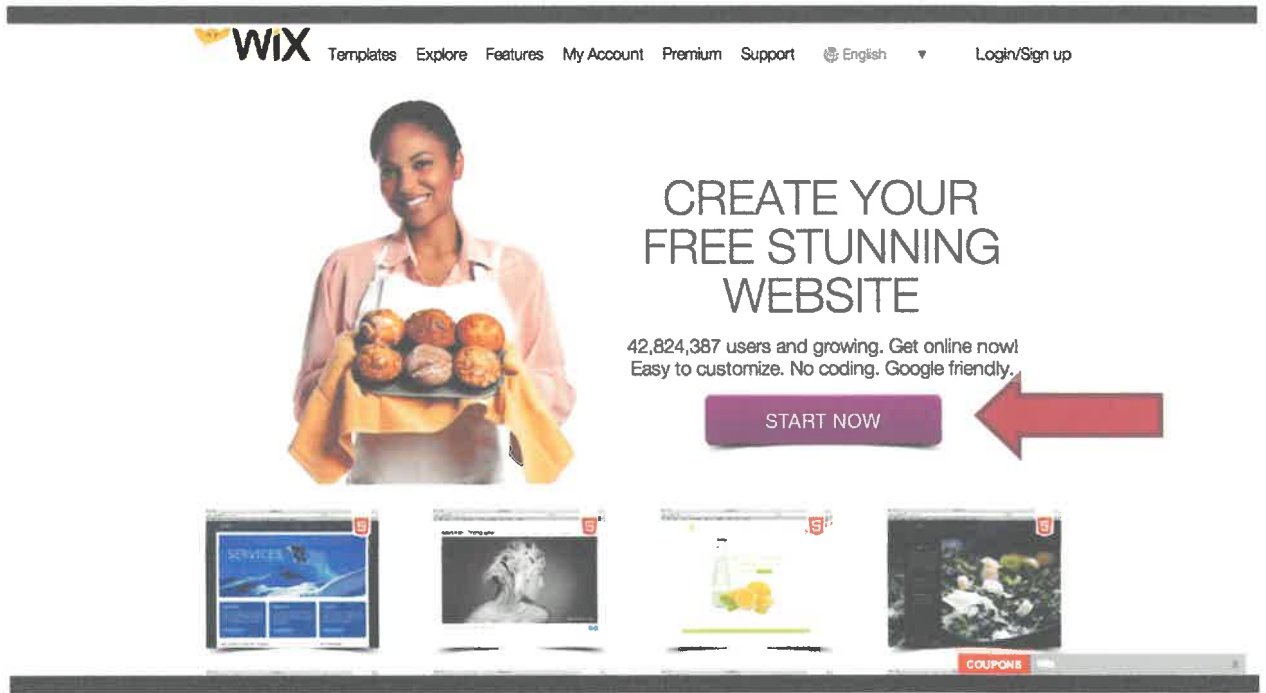 WiX Templates Explore Features My Account Premium Support English Login/Sign up
CREATE YOUR
FREE STUNNING
WEBSITE
42,824,387 users and growing. Get online now!
Easy to customize. No coding. Google friendly.
START NOW
SERVICES
COUPONS